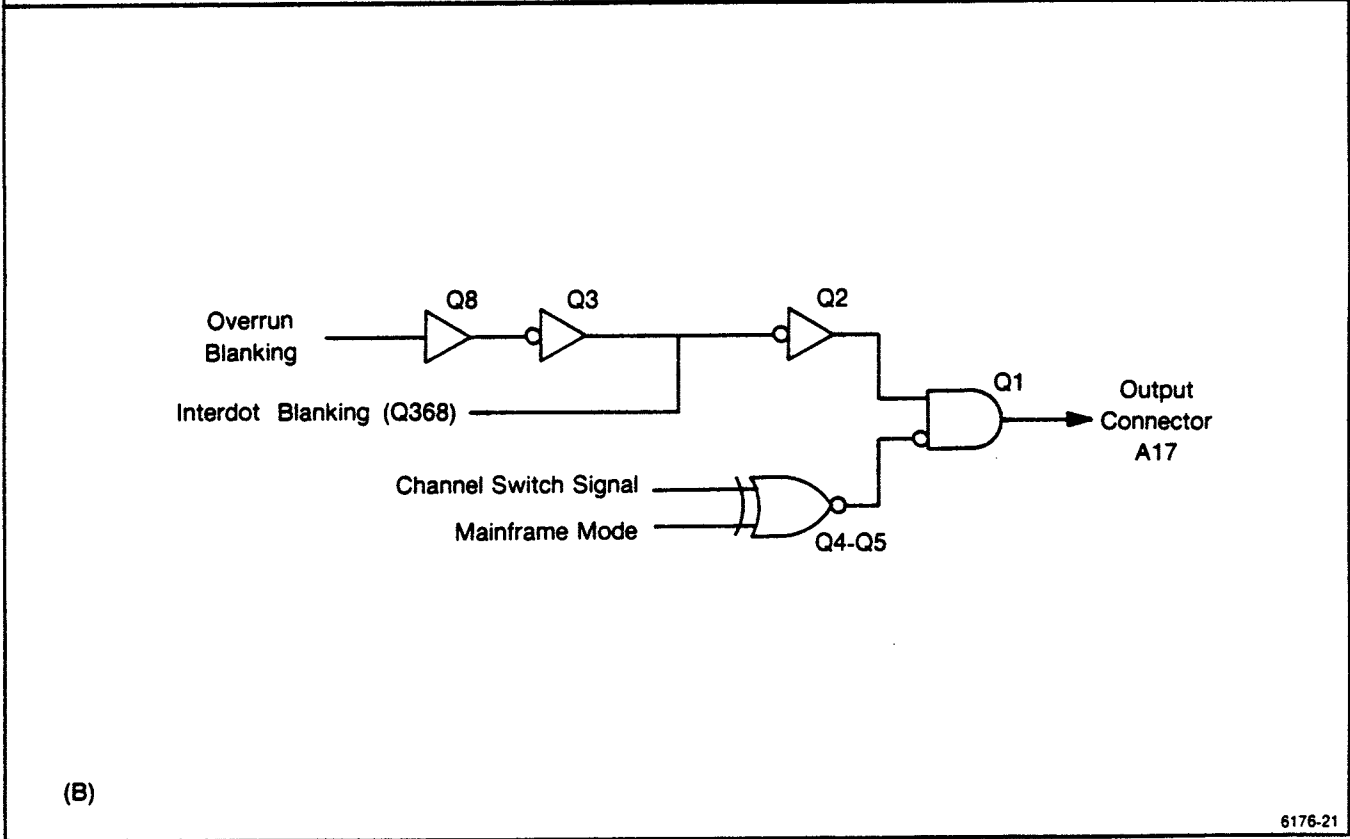 Q8
Q3
Q2
Overrun
Blanking
Interdot Blanking (Q368)
Q1
Output
Connector
A17
Channel Switch Signal
Mainframe Mode
Q4-Q5
(B)
6176-21